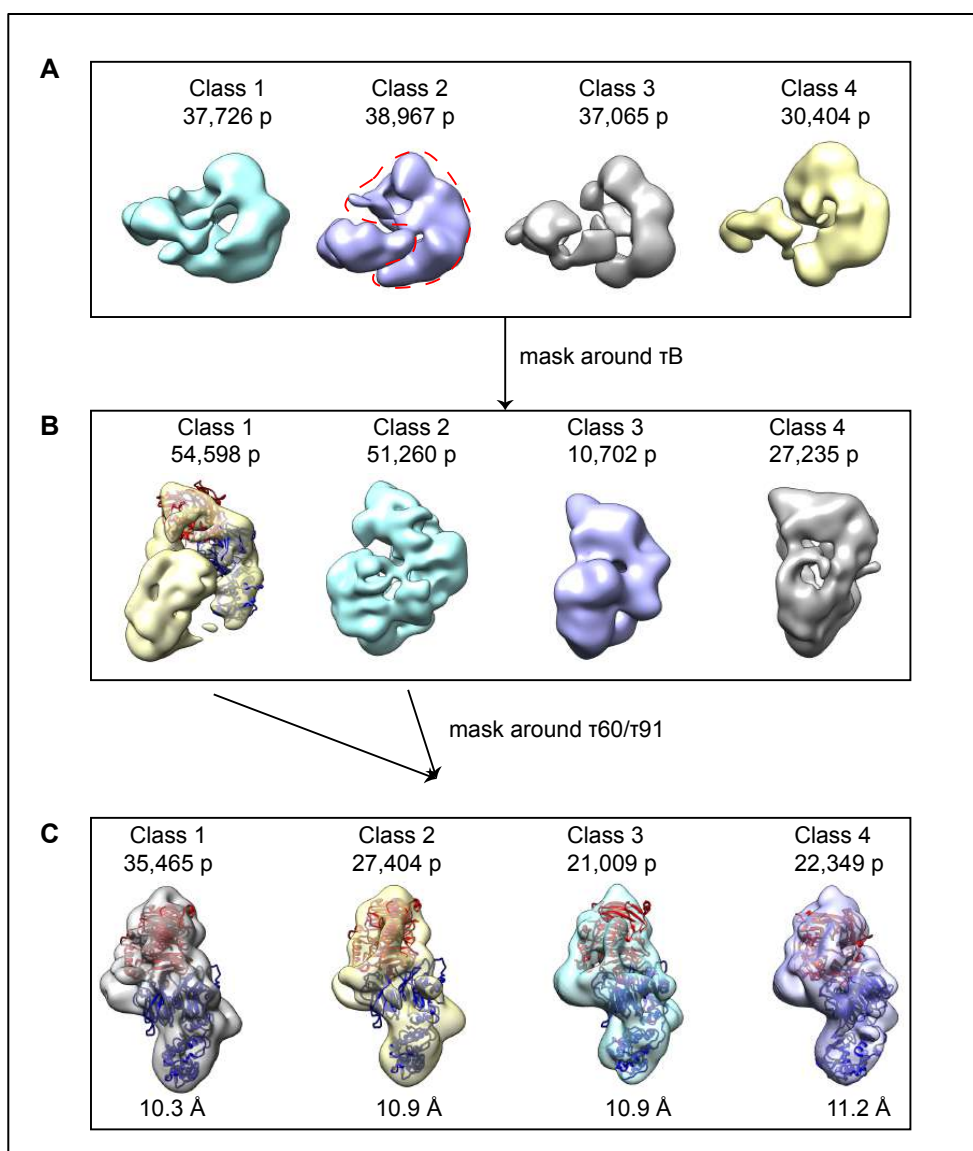 A
Class 1 Class 2 Class 3 Class 4
37,726 p 38,967 p 37,065 p 30,404 p
mask around τB
B
Class 1 Class 2 Class 3 Class 4
54,598 p 51,260 p 10,702 p 27,235 p
mask around τ60/τ91
C
Class 1 Class 2 Class 3 Class 4
35,465 p 27,404 p 21,009 p 22,349 p
10.3 Å 10.9 Å 10.9 Å 11.2 Å